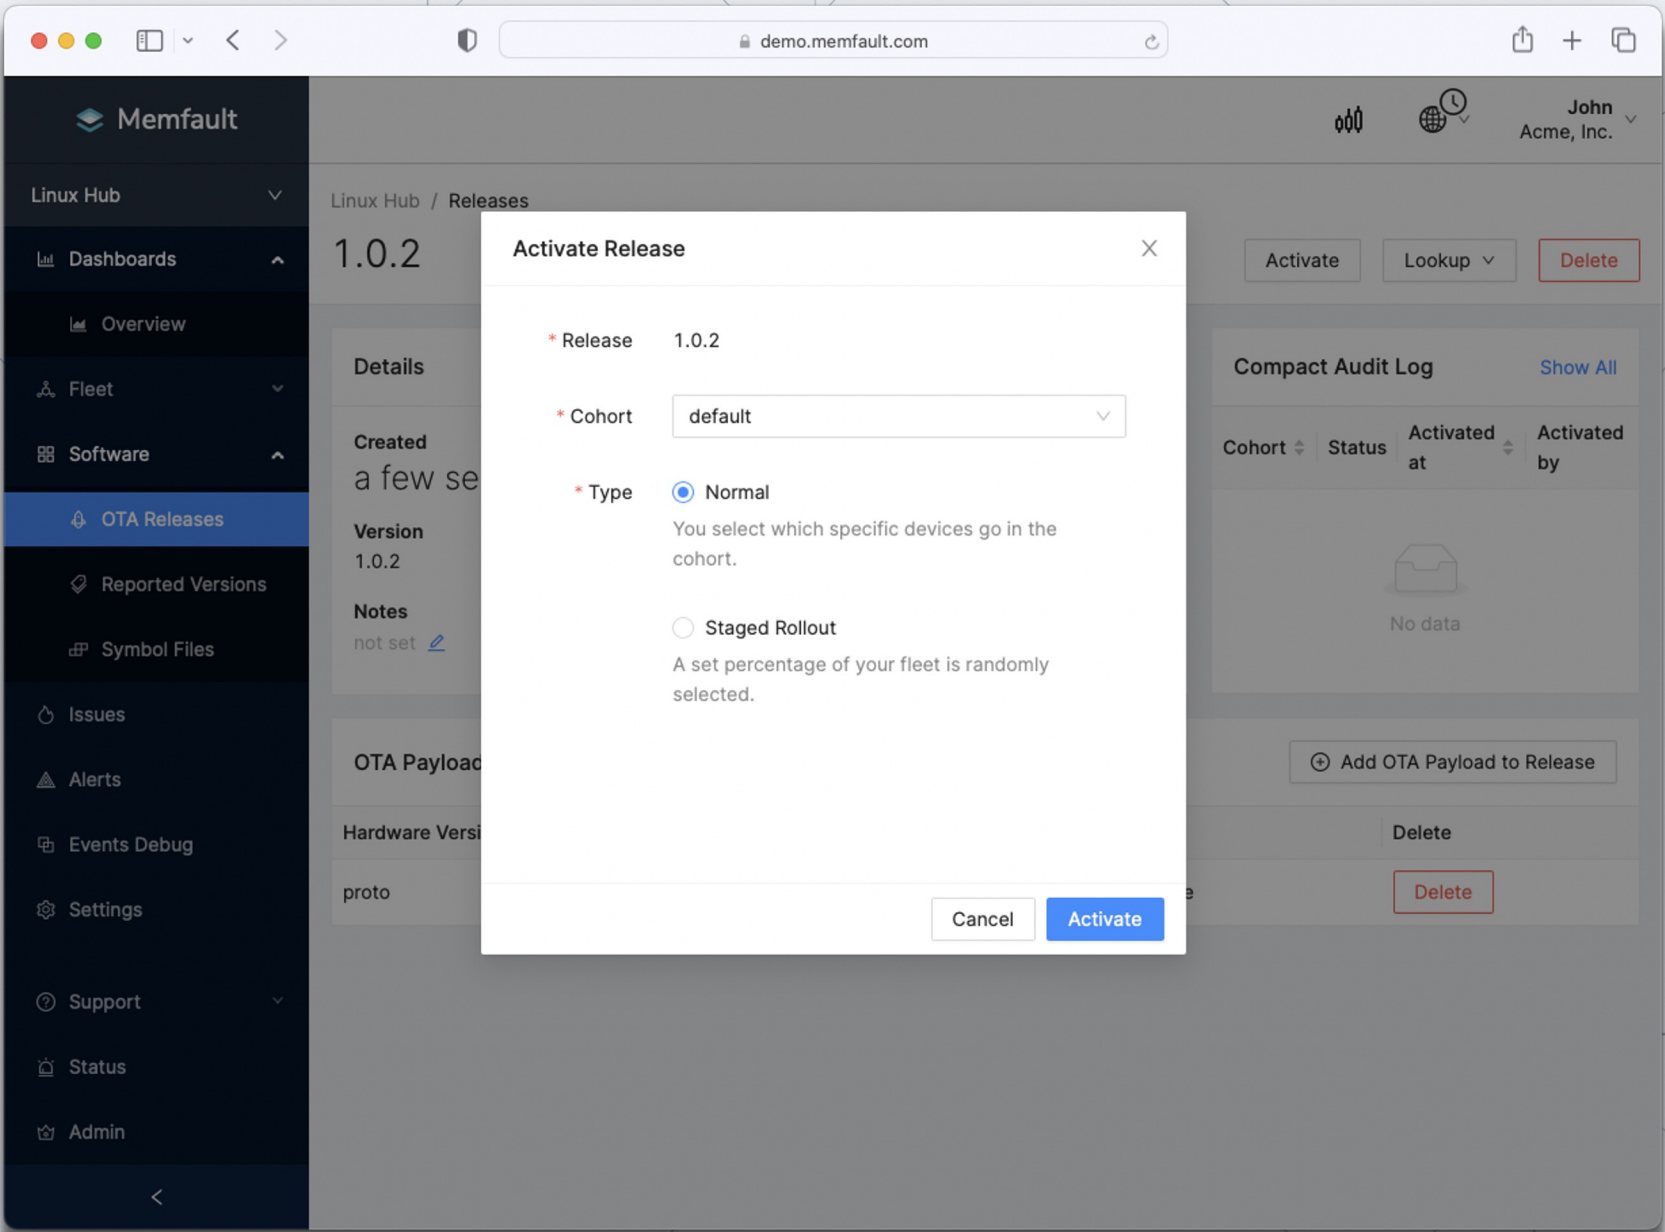 demo.memfault.com
Memfault
John
Acme, Inc.
Linux Hub
Dashboards
Overview
Fleet
Software
OTA Releases
Reported Versions
Symbol Files
Issues
Alerts
Events Debug
Settings
Support
Status
Admin
Linux Hub / Releases
1.0.2
Activate
Lookup
Delete
Details
Created
a few se
Version
1.0.2
Notes
not set
Activate Release
* Release 1.0.2
* Cohort default
* Type Normal
You select which specific devices go in the
cohort.
Staged Rollout
A set percentage of your fleet is randomly
selected.
Cancel
Activate
Compact Audit Log
Show All
Cohort
Status
Activated
at
Activated
by
No data
OTA Payload
Add OTA Payload to Release
Hardware Versi
Delete
proto
e
Delete